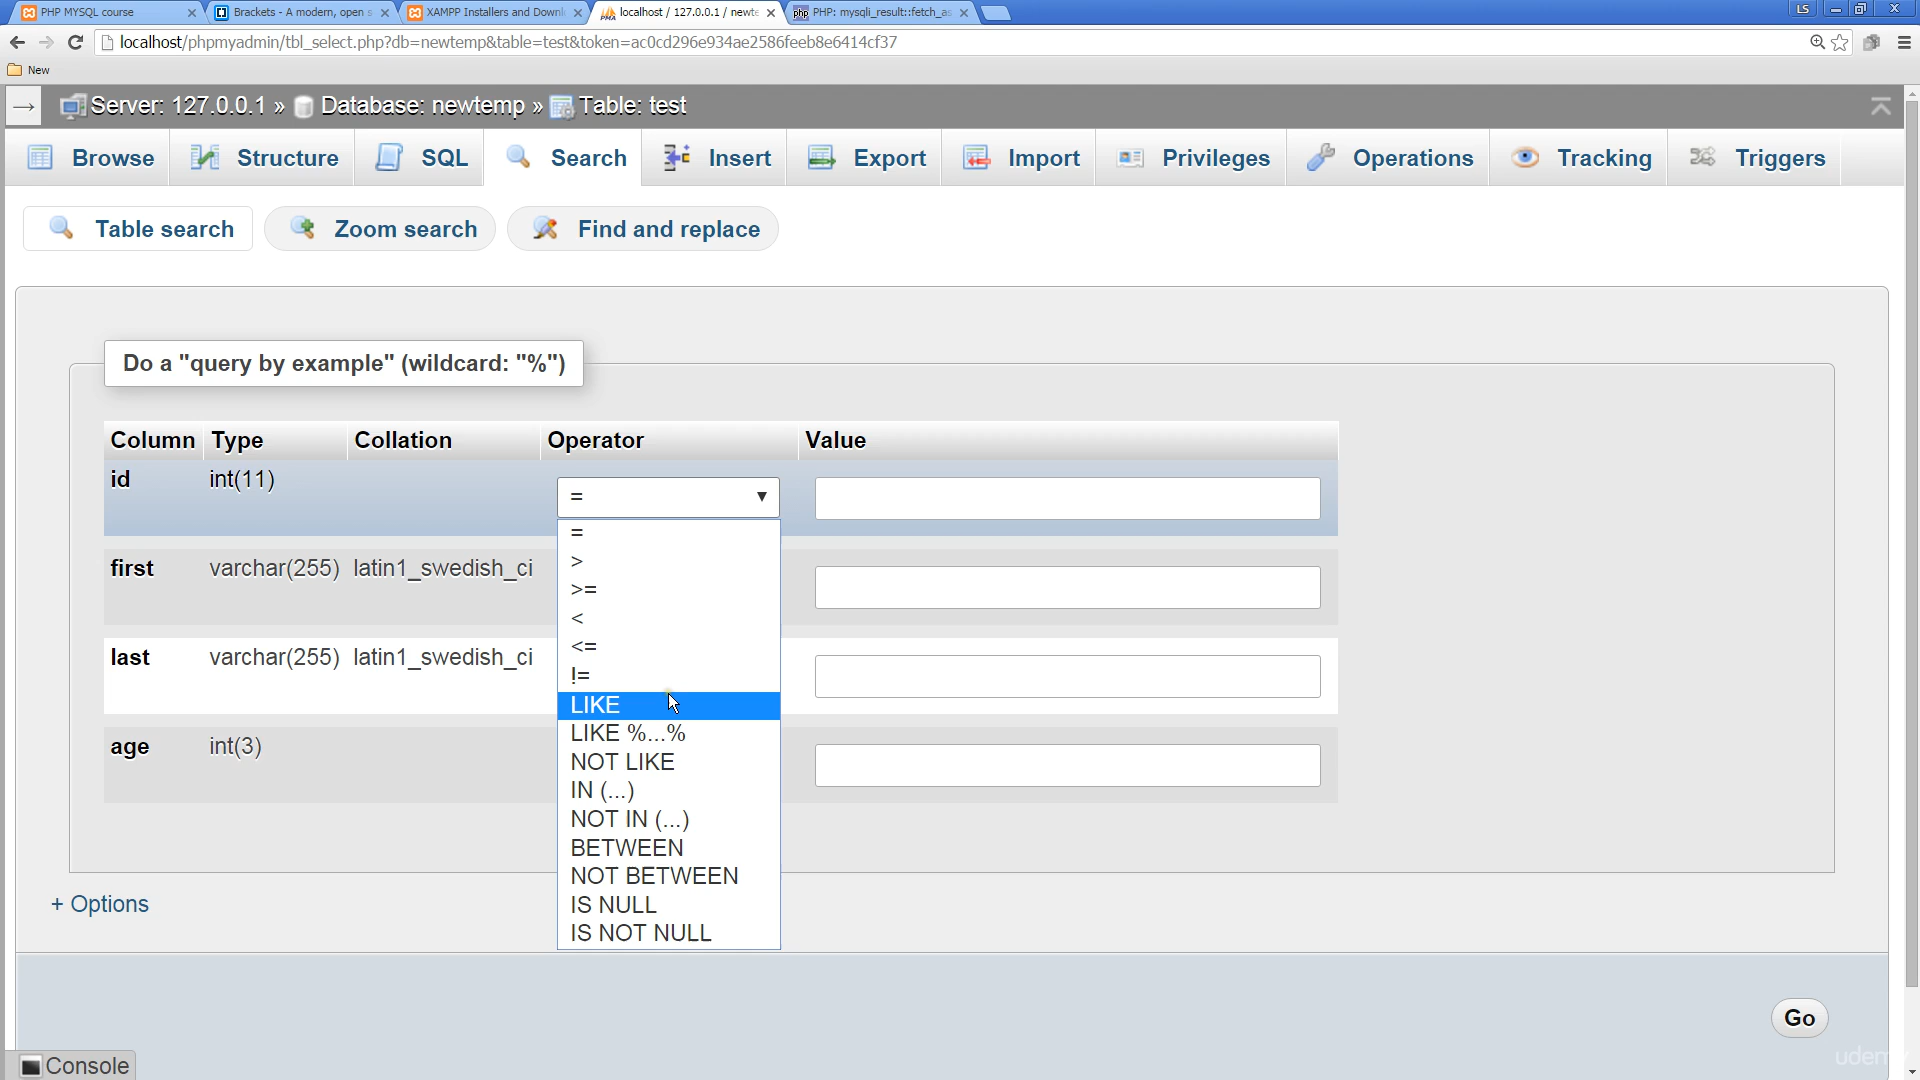 PHP MYSQL course
Brackets - A modern, open s
XAMPP Installers and Downl
localhost / 127.0.0.1 / newte
PHP: mysqli_result::fetch_as
LS
localhost/phpmyadmin/tbl_select.php?db=newtemp&table=test&token=ac0cd296e934ae2586feeb8e6414cf37
New
Server: 127.0.0.1 » Database: newtemp » Table: test
Browse Structure SQL Search Insert Export Import Privileges Operations Tracking Triggers
Table search Zoom search Find and replace
Do a "query by example" (wildcard: "%")
Column Type Collation Operator Value
id int(11) =
=
>
>=
<
<=
!=
LIKE
LIKE %...%
NOT LIKE
IN (...)
NOT IN (...)
BETWEEN
NOT BETWEEN
IS NULL
IS NOT NULL
first varchar(255) latin1_swedish_ci
last varchar(255) latin1_swedish_ci
age int(3)
+ Options
Go
Console